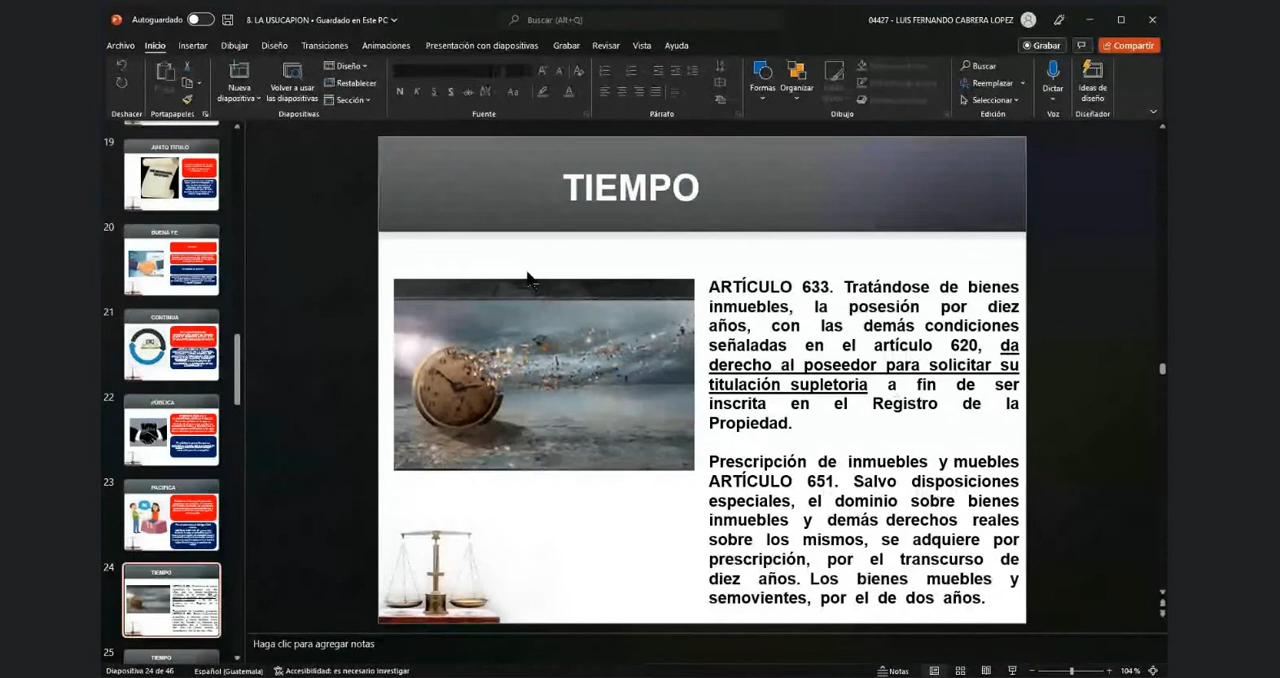 Autoguardado
8. LA USUCAPION • Guardado en Este PC
Buscar (Alt+Q)
04427 - LUIS FERNANDO CABRERA LOPEZ
Archivo Inicio Insertar Dibujar Diseño Transiciones Animaciones Presentación con diapositivas Grabar Revisar Vista Ayuda
Grabar
Compartir
Nueva
diapositiva
Volver a usar
las diapositivas
Diseño
Restablecer
Sección
Formas
Organizar
Buscar
Reemplazar
Seleccionar
Dictar
Ideas de
diseño
Deshacer Portapapeles Diapositivas Fuente Párrafo Dibujo Edición Voz Diseñador
19
JUSTO TITULO
20
BUENA FE
21
CONTINUA
22
PÚBLICA
23
PACIFICA
24
TIEMPO
25
TIEMPO
TIEMPO
ARTÍCULO 633. Tratándose de bienes
inmuebles, la posesión por diez
años, con las demás condiciones
señaladas en el artículo 620, da
derecho al poseedor para solicitar su
titulación supletoria a fin de ser
inscrita en el Registro de la
Propiedad.
Prescripción de inmuebles y muebles
ARTÍCULO 651. Salvo disposiciones
especiales, el dominio sobre bienes
inmuebles y demás derechos reales
sobre los mismos, se adquiere por
prescripción, por el transcurso de
diez años. Los bienes muebles y
semovientes, por el de dos años.
Haga clic para agregar notas
Diapositiva 24 de 46
Español (Guatemala)
Accesibilidad: es necesario investigar
Notas
104 %